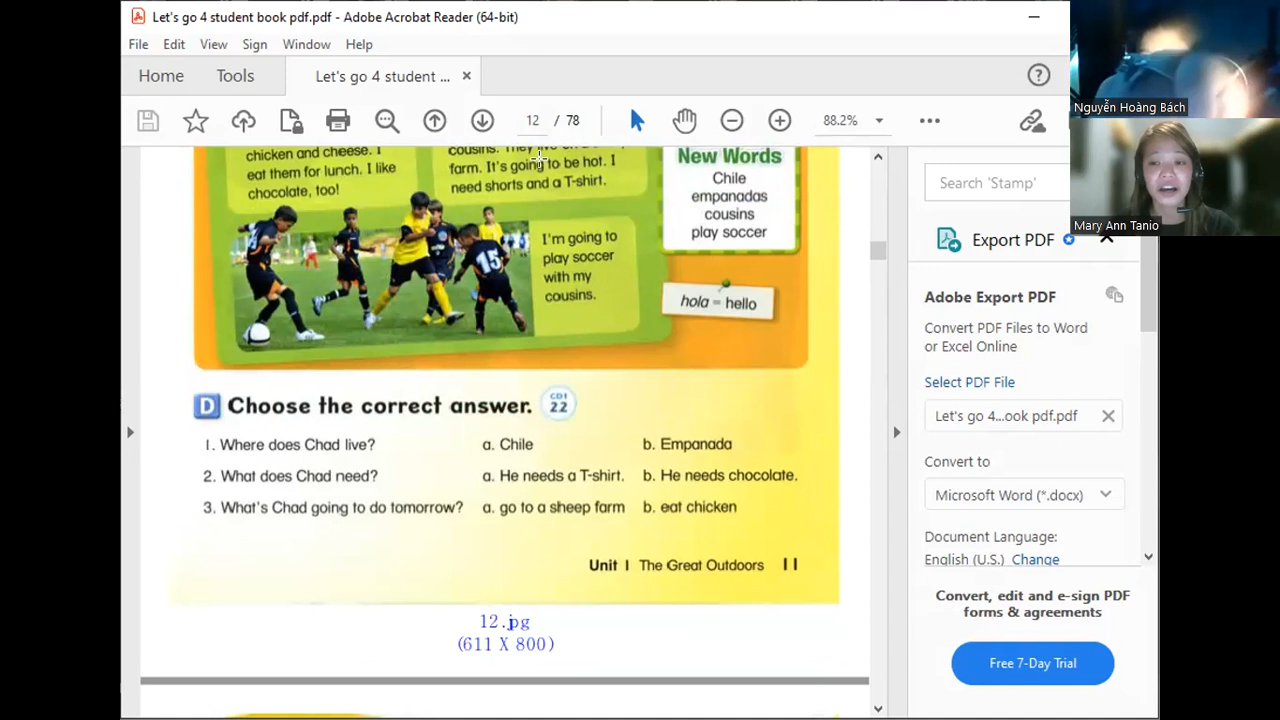 Let's go 4 student book pdf.pdf - Adobe Acrobat Reader (64-bit)
File Edit View Sign Window Help
Home Tools Let's go 4 student ... ×
12 / 78 88.2%
chicken and cheese. I
eat them for lunch. I like
chocolate, too!
cousins. They live on a
farm. It's going to be hot. I
need shorts and a T-shirt.
New Words
Chile
empanadas
cousins
play soccer
I'm going to
play soccer
with my
cousins.
15
hola = hello
D Choose the correct answer. CD1 22
1. Where does Chad live? a. Chile b. Empanada
2. What does Chad need? a. He needs a T-shirt. b. He needs chocolate.
3. What's Chad going to do tomorrow? a. go to a sheep farm b. eat chicken
Unit 1 The Great Outdoors 11
12.jpg
(611 X 800)
Search 'Stamp'
Export PDF
Adobe Export PDF
Convert PDF Files to Word
or Excel Online
Select PDF File
Let's go 4...ook pdf.pdf
Convert to
Microsoft Word (*.docx)
Document Language:
English (U.S.) Change
Convert, edit and e-sign PDF
forms & agreements
Free 7-Day Trial
Nguyễn Hoàng Bách
Mary Ann Tanio